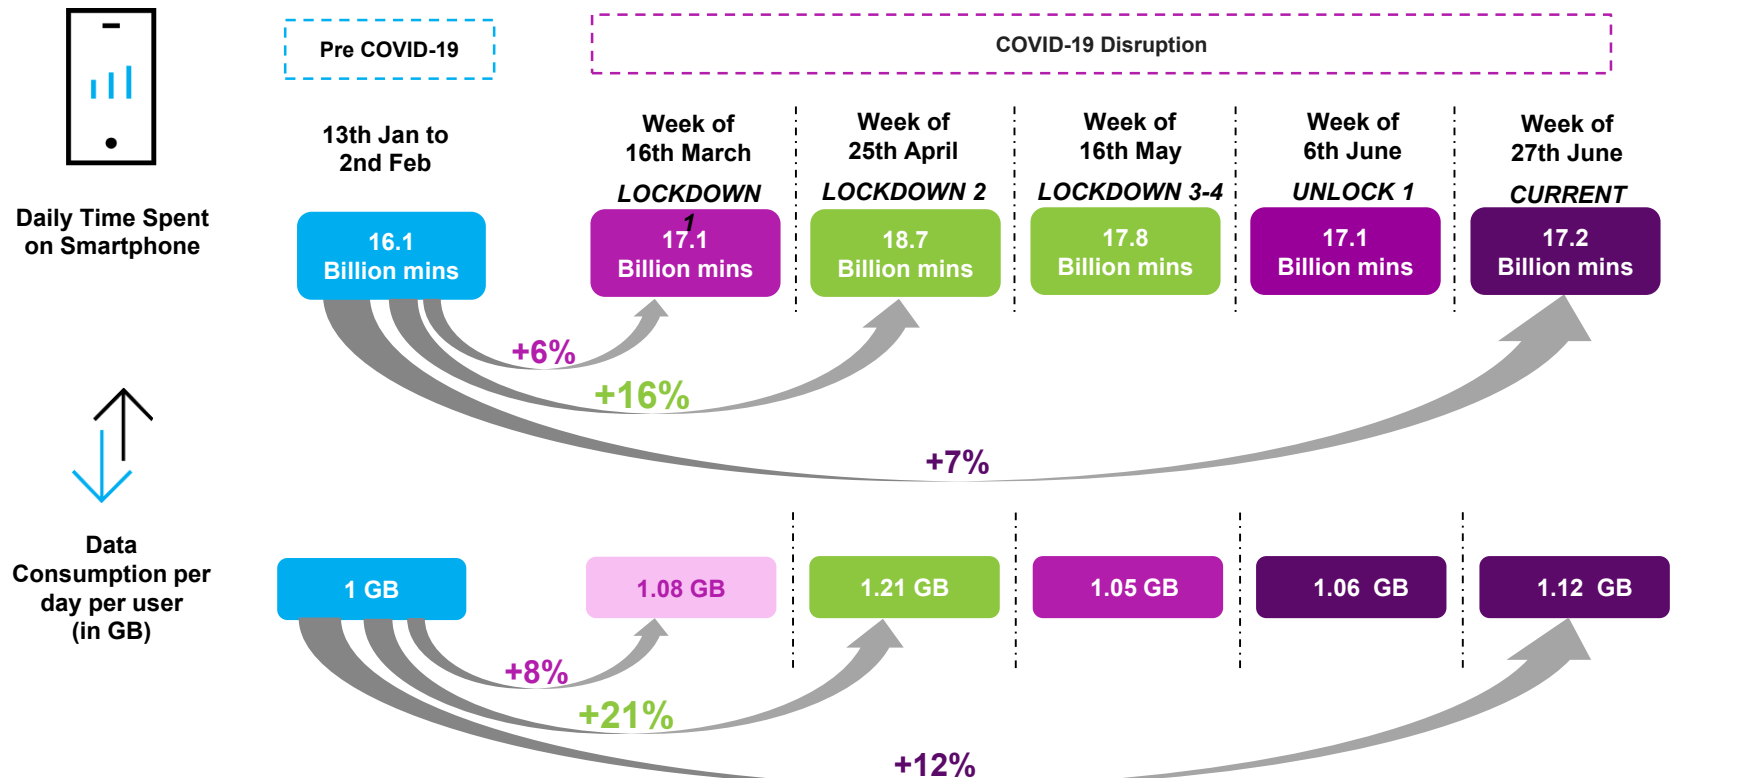 Pre COVID-19
COVID-19 Disruption
13th Jan to
2nd Feb
Week of
16th March
LOCKDOWN
1
Week of
25th April
LOCKDOWN 2
Week of
16th May
LOCKDOWN 3-4
Week of
6th June
UNLOCK 1
Week of
27th June
CURRENT
Daily Time Spent
on Smartphone
16.1
Billion mins
17.1
Billion mins
18.7
Billion mins
17.8
Billion mins
17.1
Billion mins
17.2
Billion mins
+6%
+16%
+7%
Data
Consumption per
day per user
(in GB)
1 GB
1.08 GB
1.21 GB
1.05 GB
1.06 GB
1.12 GB
+8%
+21%
+12%